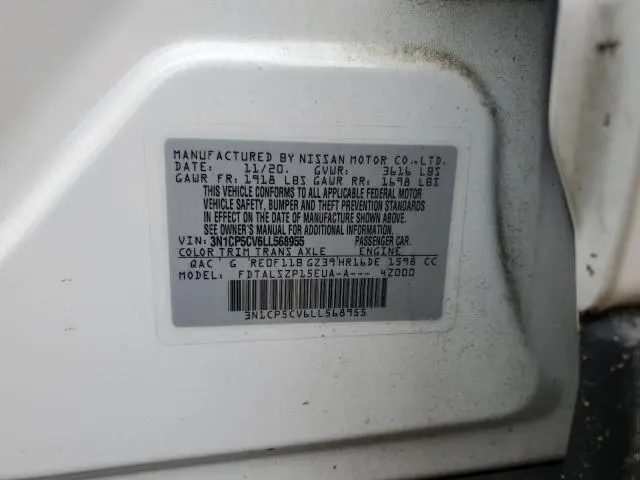 MANUFACTURED BY NISSAN MOTOR CO.,LTD.
DATE: 11/20. GVWR: 3616 LBS
GAWR FR: 1918 LBS GAWR RR: 1698 LBS
THIS VEHICLE CONFORMS TO ALL APPLICABLE FEDERAL MOTOR
VEHICLE SAFETY, BUMPER AND THEFT PREVENTION STANDARDS
IN EFFECT ON THE DATE OF MANUFACTURE SHOWN ABOVE.
SEE OWNER'S MANUAL FOR ADDITIONAL INFORMATION
VIN: 3N1CP5CV6LL568955 PASSENGER CAR.
COLOR TRIM TRANS AXLE ENGINE
QAC G RE0F11B GZ39 HR16DE 1598 CC
MODEL: FDTALSZP15EUA-A--- 4Z000
3N1CP5CV6LL568955